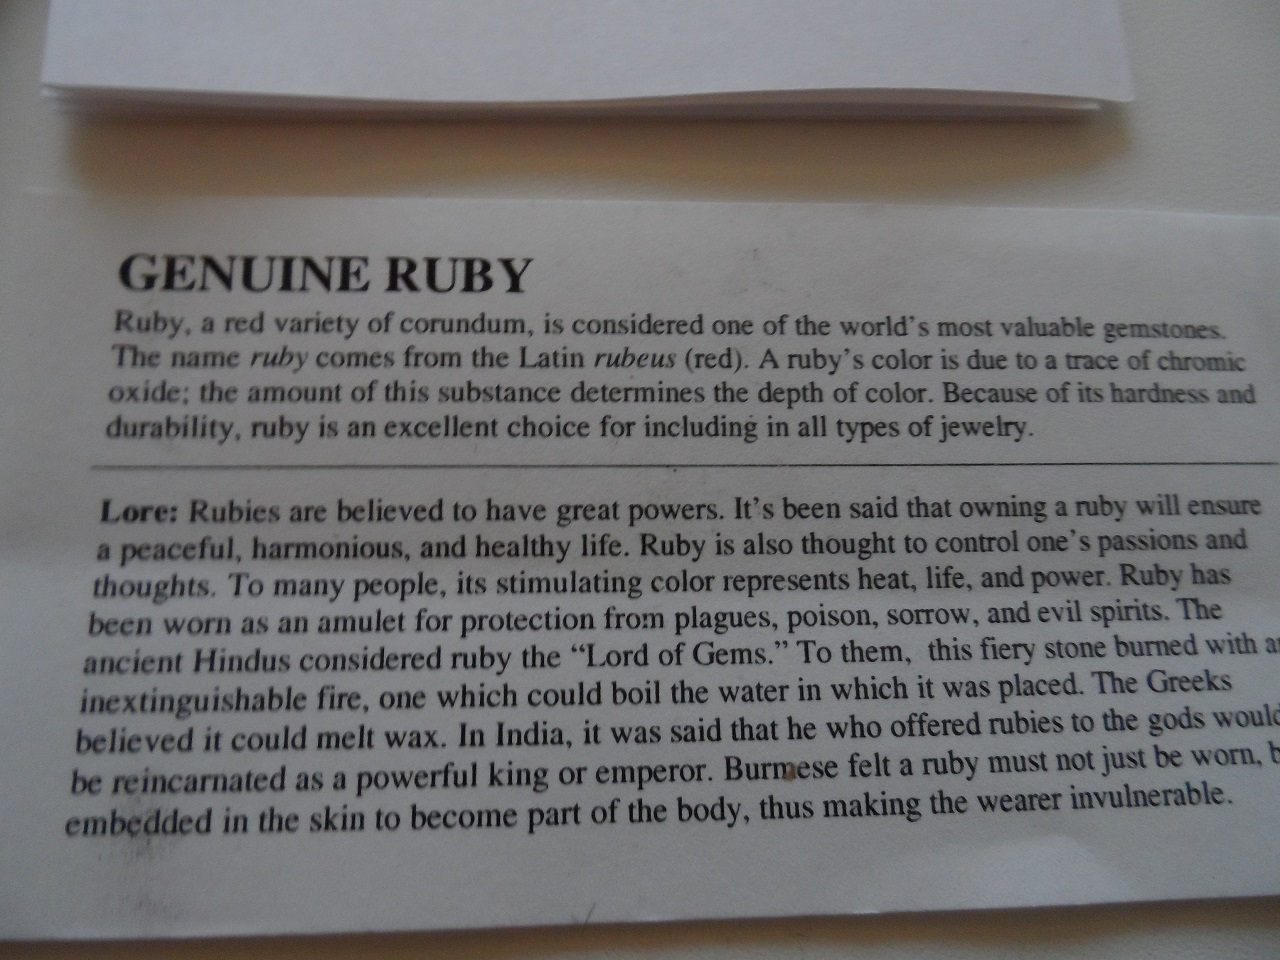 GENUINE RUBY
Ruby, a red variety of corundum, is considered one of the world's most valuable gemstones.
The name ruby comes from the Latin rubeus (red). A ruby's color is due to a trace of chromic
oxide; the amount of this substance determines the depth of color. Because of its hardness and
durability, ruby is an excellent choice for including in all types of jewelry.
Lore: Rubies are believed to have great powers. It's been said that owning a ruby will ensure
a peaceful, harmonious, and healthy life. Ruby is also thought to control one's passions and
thoughts. To many people, its stimulating color represents heat, life, and power. Ruby has
been worn as an amulet for protection from plagues, poison, sorrow, and evil spirits. The
ancient Hindus considered ruby the “Lord of Gems.” To them, this fiery stone burned with
inextinguishable fire, one which could boil the water in which it was placed. The Greeks
believed it could melt wax. In India, it was said that he who offered rubies to the gods would
be reincarnated as a powerful king or emperor. Burmese felt a ruby must not just be worn,
embedded in the skin to become part of the body, thus making the wearer invulnerable.